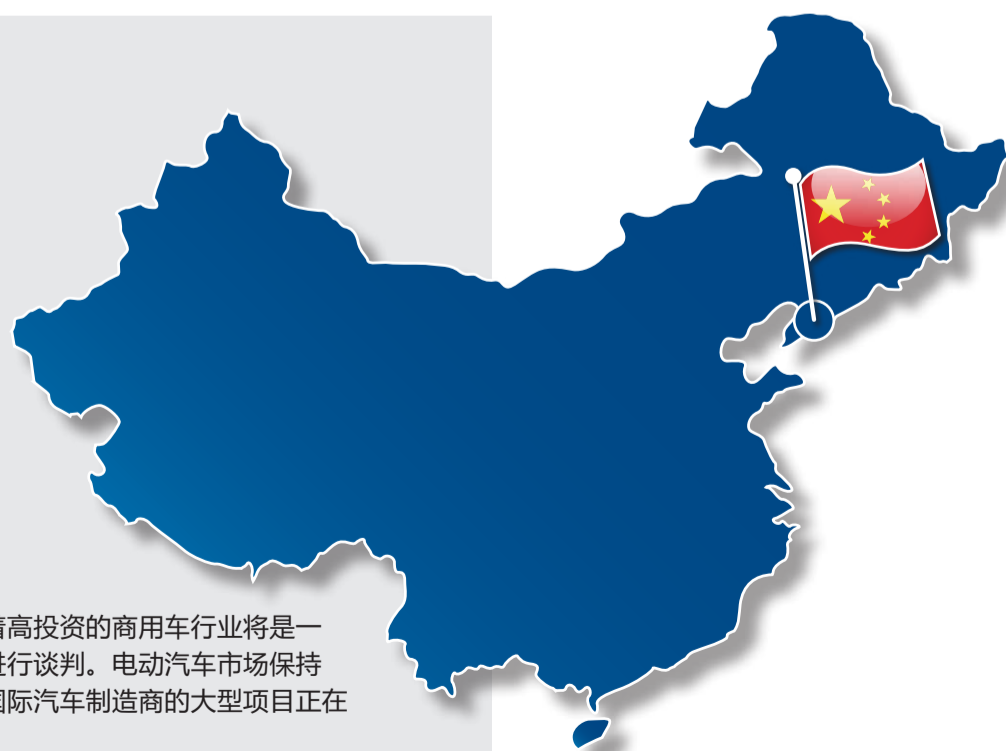 着高投资的商用车行业将是一
进行谈判。电动汽车市场保持
国际汽车制造商的大型项目正在